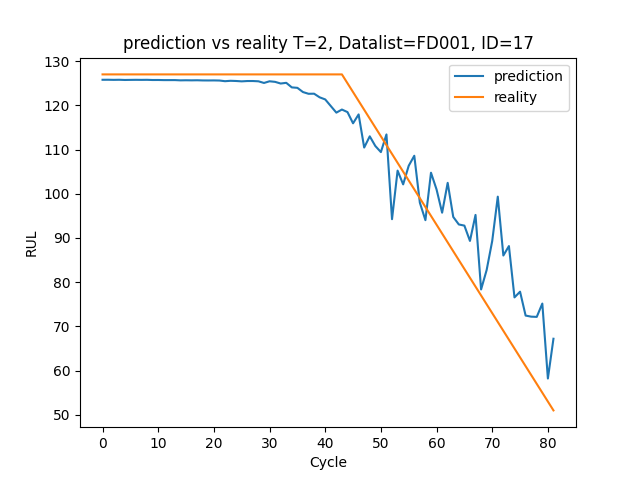 prediction vs reality T=2, Datalist=FD001, ID=17
prediction
reality
130
120
110
100
90
80
70
60
50
RUL
0 10 20 30 40 50 60 70 80
Cycle